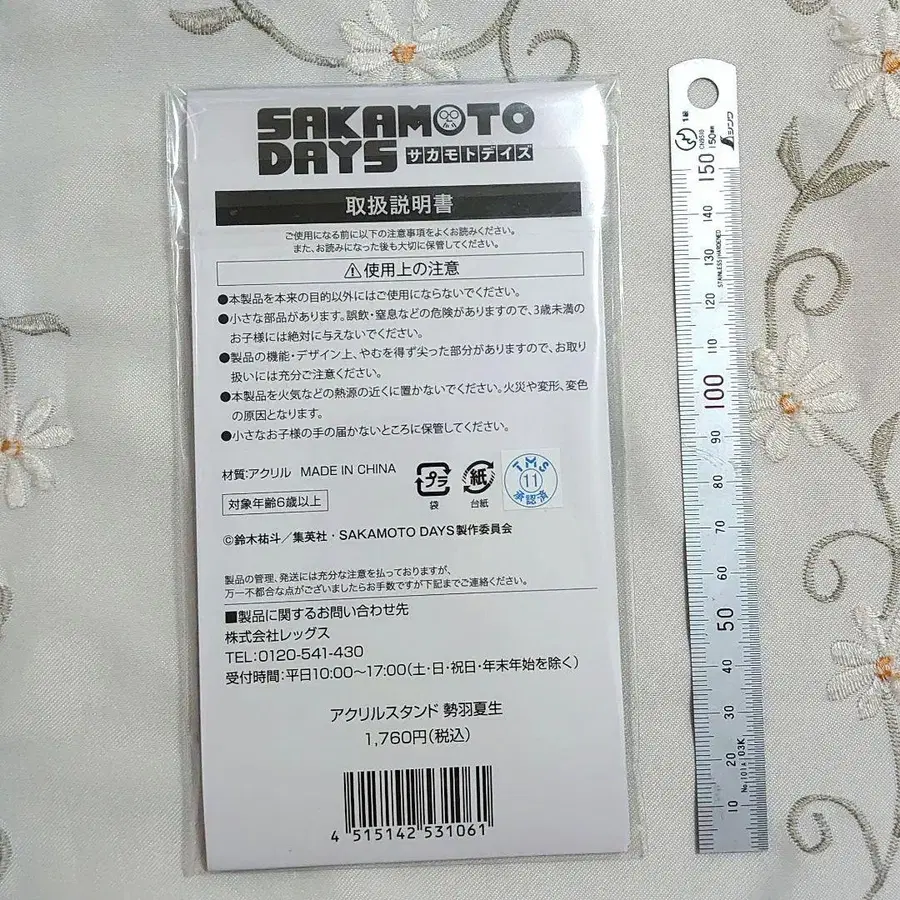 SAKAMOTO
DAYS サカモトデイズ
取扱説明書
ご使用になる前に以下の注意事項をよくお読みください。
また、お読みになった後も大切に保管してください。
⚠使用上の注意
●本製品を本来の目的以外にはご使用にならないでください。
●小さな部品があります。誤飲・窒息などの危険がありますので、3歳未満の
お子様には絶対に与えないでください。
●製品の機能・デザイン上、やむを得ず尖った部分がありますので、お取り
扱いには充分ご注意ください。
●本製品を火気などの熱源の近くに置かないでください。火災や変形、変色
の原因となります。
●小さなお子様の手の届かないところに保管してください。
材質:アクリル MADE IN CHINA
対象年齢6歳以上
プラ
袋
紙
台紙
TMS
11
承認済
©鈴木祐斗/集英社・SAKAMOTO DAYS製作委員会
製品の管理、発送には充分な注意を払っておりますが、
万一不都合な点がございましたらお手数ですが下記までご連絡ください。
■製品に関するお問い合わせ先
株式会社レッグス
TEL:0120-541-430
受付時間:平日10:00〜17:00(土・日・祝日・年末年始を除く)
アクリルスタンド 勢羽夏生
1,760円(税込)
4 515142 531061
シンワ
150
140
130
STAINLESS HARDENED
120
110
100
90
80
70
60
50
40
30
20
10